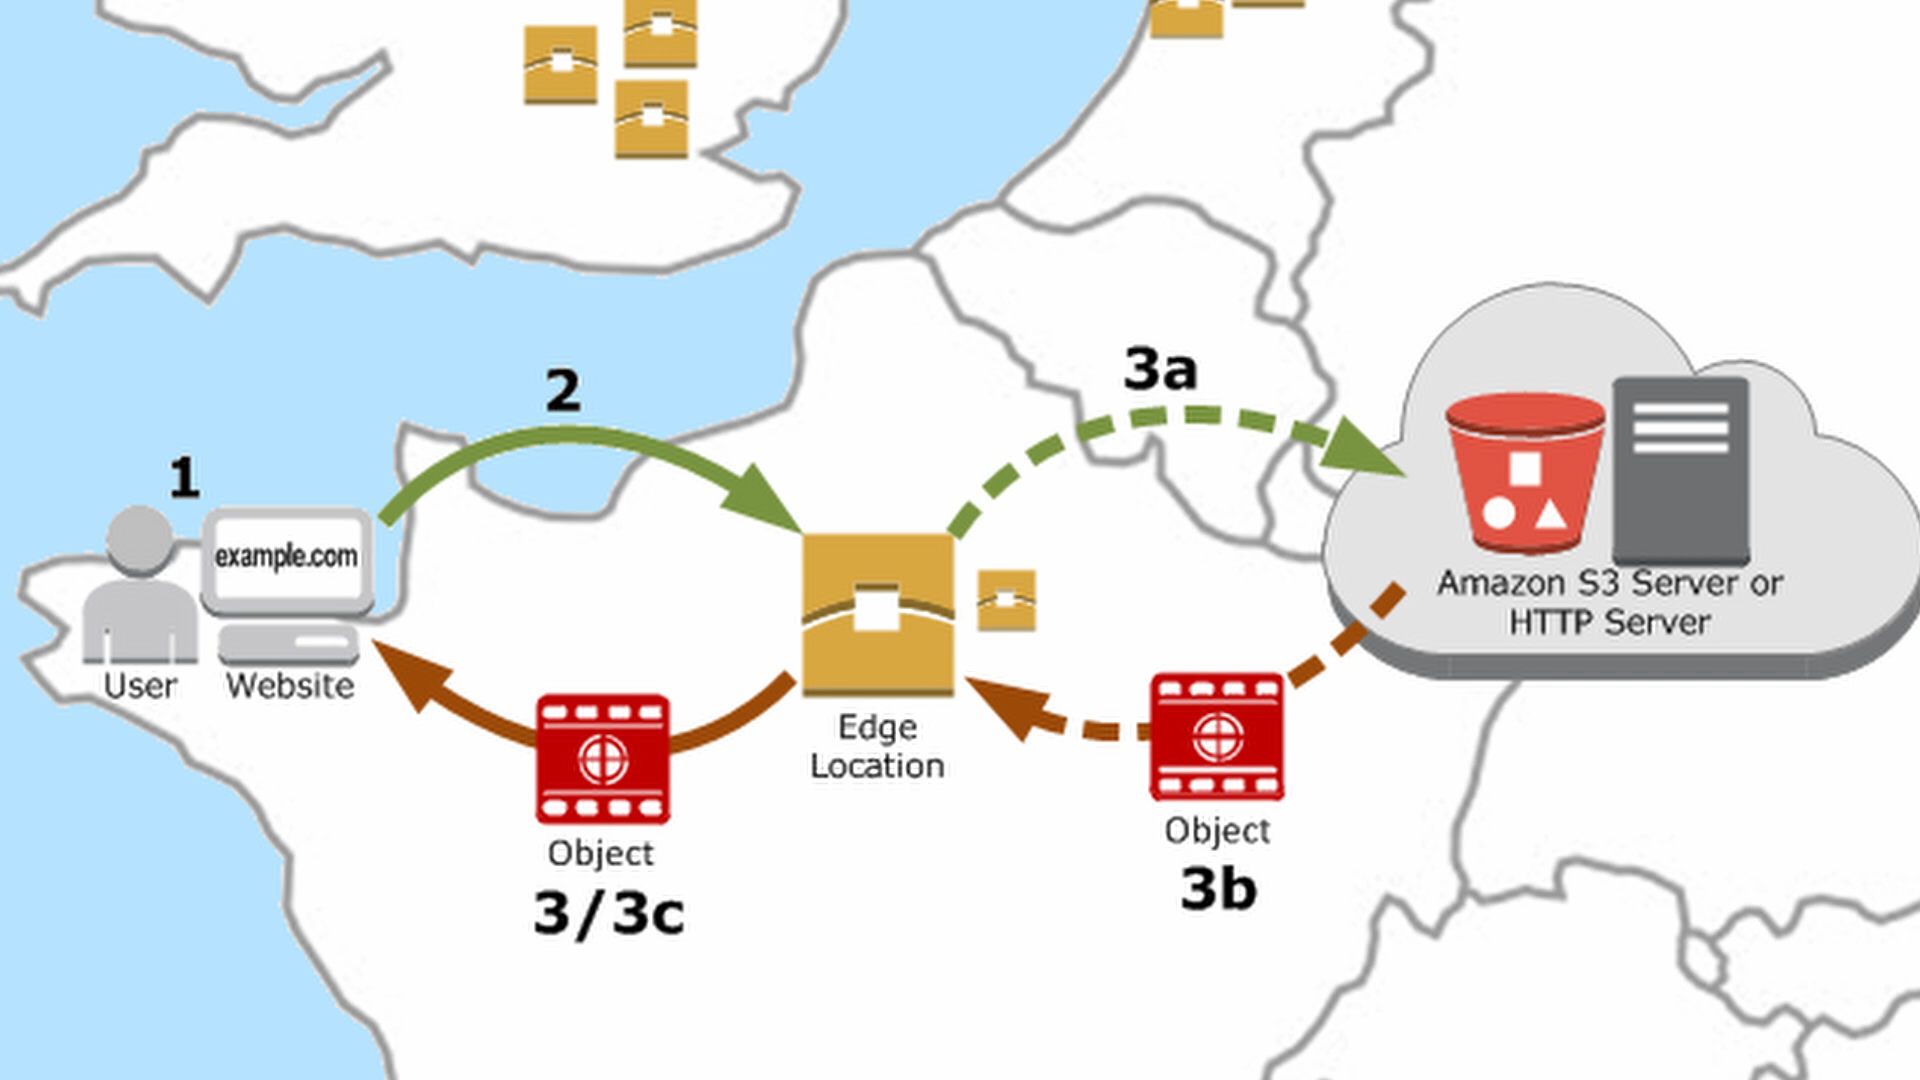 1
example.com
User
Website
2
Edge
Location
3a
Amazon S3 Server or
HTTP Server
Object
3b
Object
3/3c